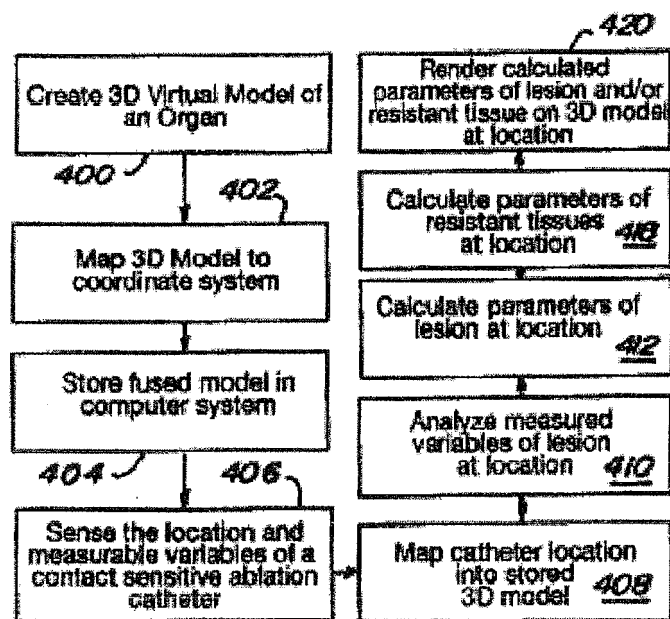 Create 3D Virtual Model of
an Organ
400
402
Map 3D Model to
coordinate system
Store fused model in
computer system
404
406
Sense the location and
measurable variables of a
contact sensitive ablation
catheter
Map catheter location
into stored
3D model
408
Analyze measured
variables of lesion
at location
410
Calculate parameters of
lesion at location
412
Calculate parameters of
resistant tissues
at location
418
420
Render calculated
parameters of lesion and/or
resistant tissue on 3D model
at location